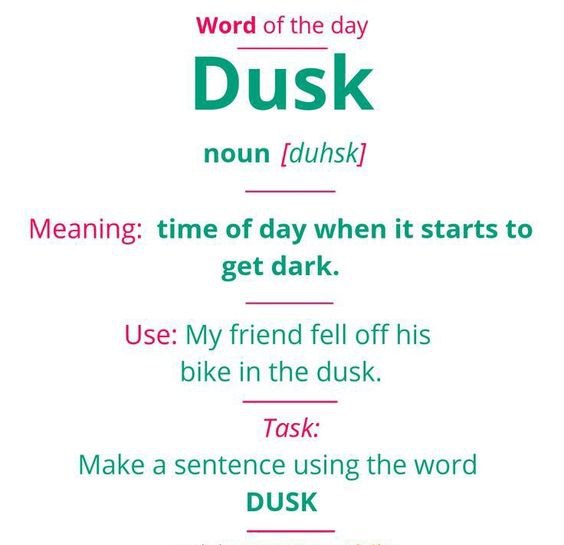 Word of the day
Dusk
noun [duhsk]
Meaning: time of day when it starts to
get dark.
Use: My friend fell off his
bike in the dusk.
Task:
Make a sentence using the word
DUSK